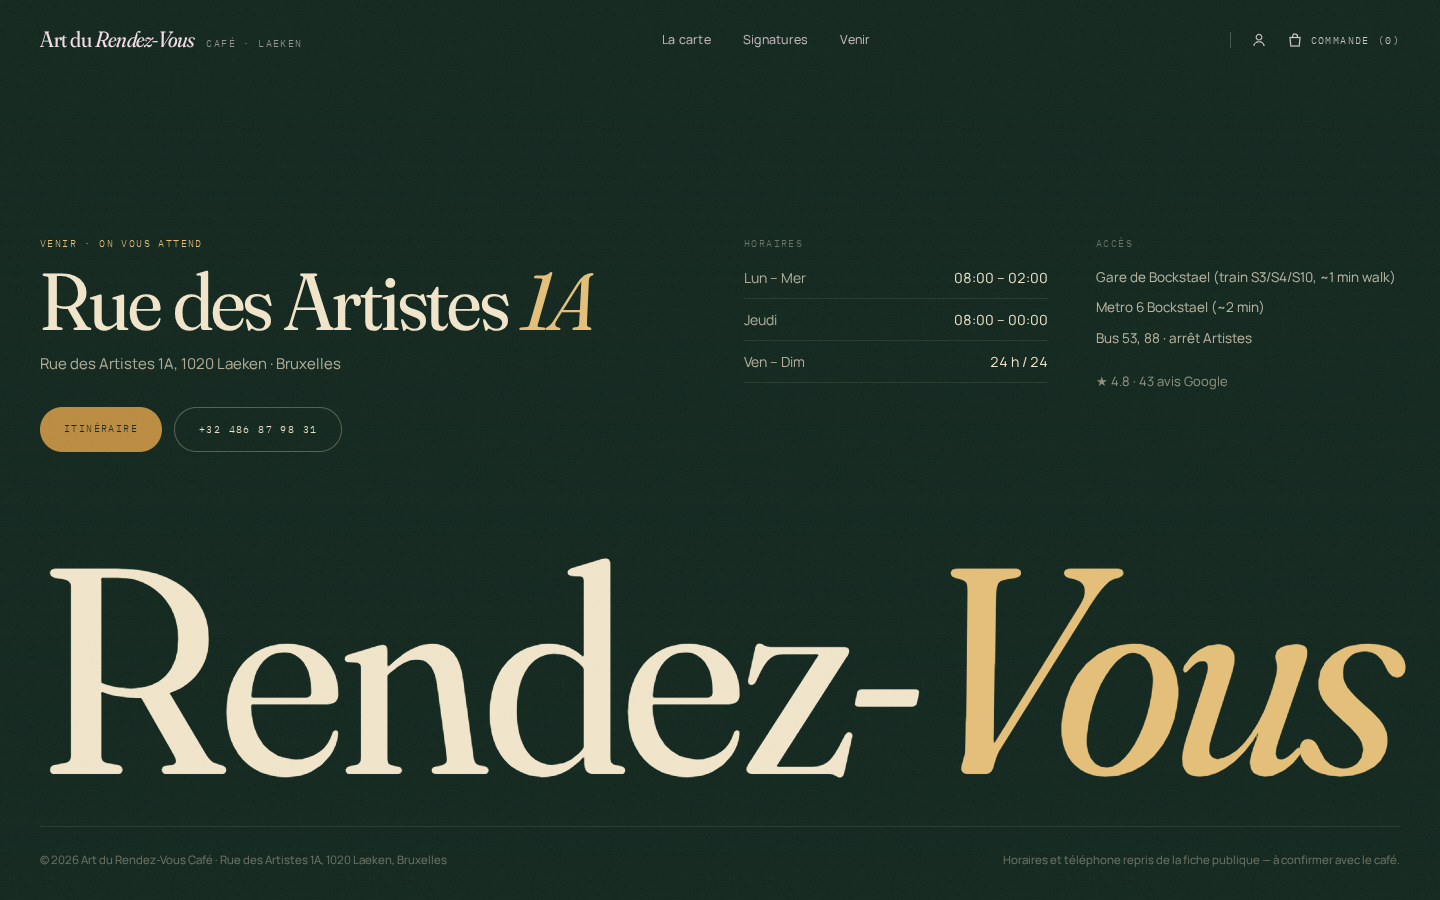 Art du Rendez-Vous CAFÉ · LAEKEN
La carte Signatures Venir
COMMANDE (0)
VENIR · ON VOUS ATTEND
Rue des Artistes 1A
Rue des Artistes 1A, 1020 Laeken · Bruxelles
ITINÉRAIRE
+32 486 87 98 31
HORAIRES
Lun – Mer 08:00 – 02:00
Jeudi 08:00 – 00:00
Ven – Dim 24 h / 24
ACCÈS
Gare de Bockstael (train S3/S4/S10, ~1 min walk)
Metro 6 Bockstael (~2 min)
Bus 53, 88 · arrêt Artistes
★ 4.8 · 43 avis Google
Rendez-Vous
© 2026 Art du Rendez-Vous Café · Rue des Artistes 1A, 1020 Laeken, Bruxelles
Horaires et téléphone repris de la fiche publique — à confirmer avec le café.